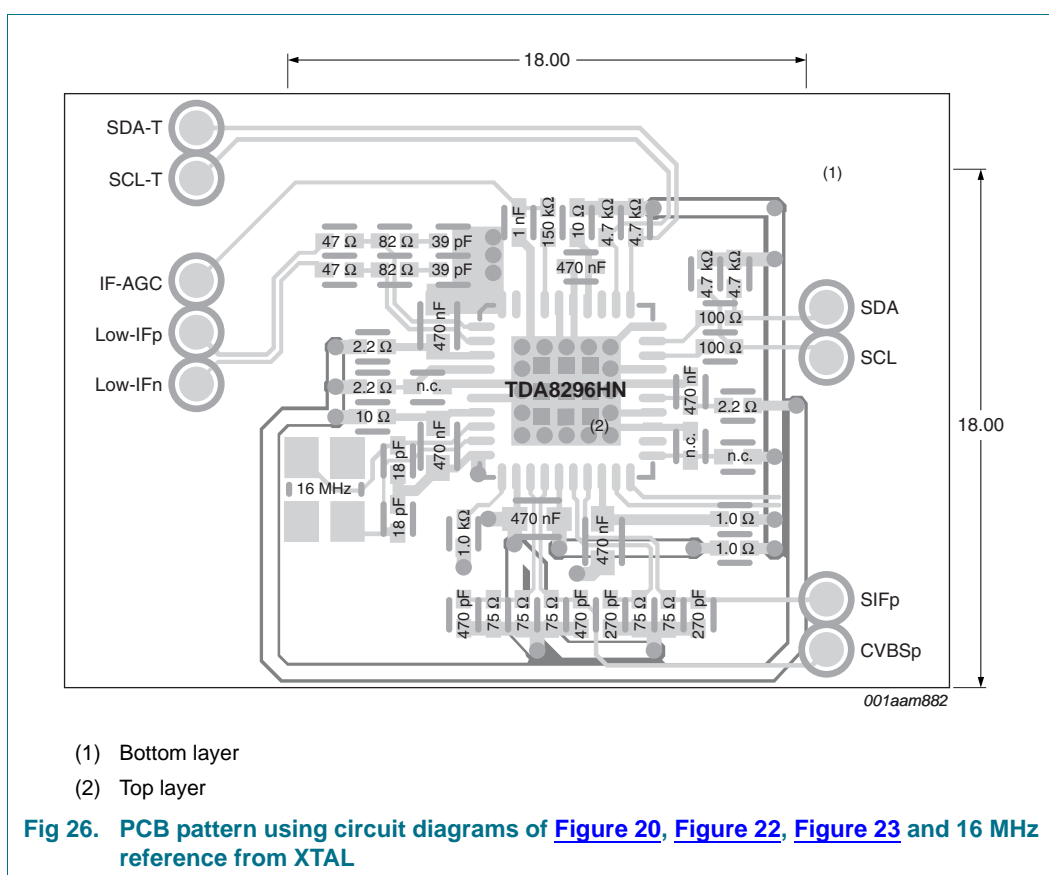 18.00
SDA-T
SCL-T
(1)
1 nF
150 kΩ
10 Ω
4.7 kΩ
4.7 kΩ
47 Ω
82 Ω
39 pF
47 Ω
82 Ω
39 pF
470 nF
4.7 kΩ
4.7 kΩ
IF-AGC
Low-IFp
Low-IFn
470 nF
100 Ω
100 Ω
SDA
SCL
2.2 Ω
2.2 Ω
n.c.
10 Ω
TDA8296HN
(2)
470 nF
2.2 Ω
18.00
470 nF
n.c.
n.c.
16 MHz
18 pF
18 pF
1.0 kΩ
470 nF
470 nF
1.0 Ω
1.0 Ω
470 pF
75 Ω
75 Ω
75 Ω
470 pF
270 pF
75 Ω
75 Ω
270 pF
SIFp
CVBSp
001aam882
(1) Bottom layer
(2) Top layer
Fig 26. PCB pattern using circuit diagrams of Figure 20, Figure 22, Figure 23 and 16 MHz
reference from XTAL